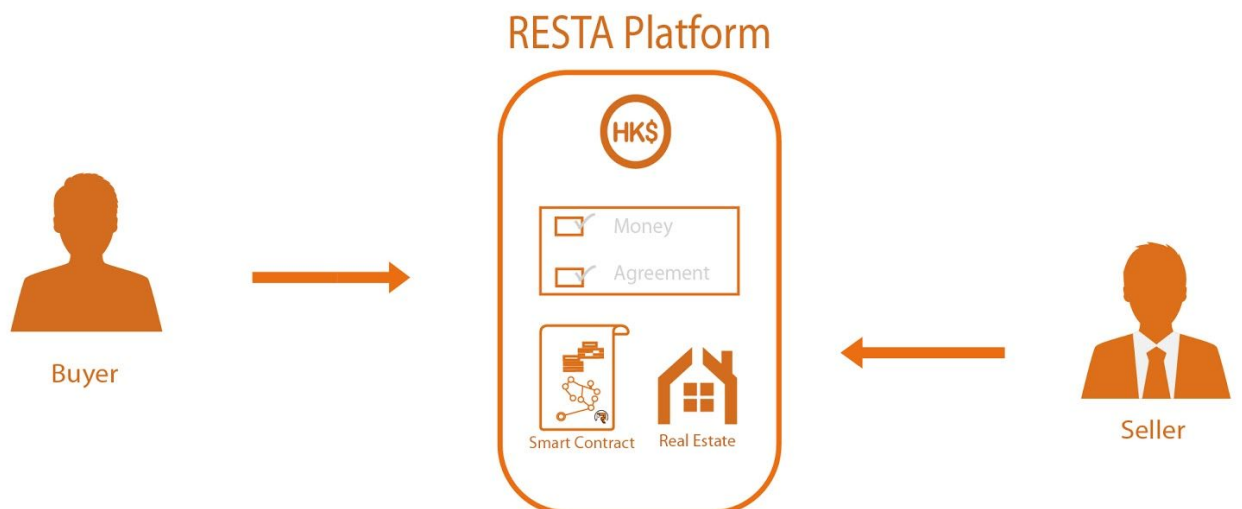 RESTA Platform
HK$
Money
Agreement
Buyer
Smart Contract
Real Estate
Seller